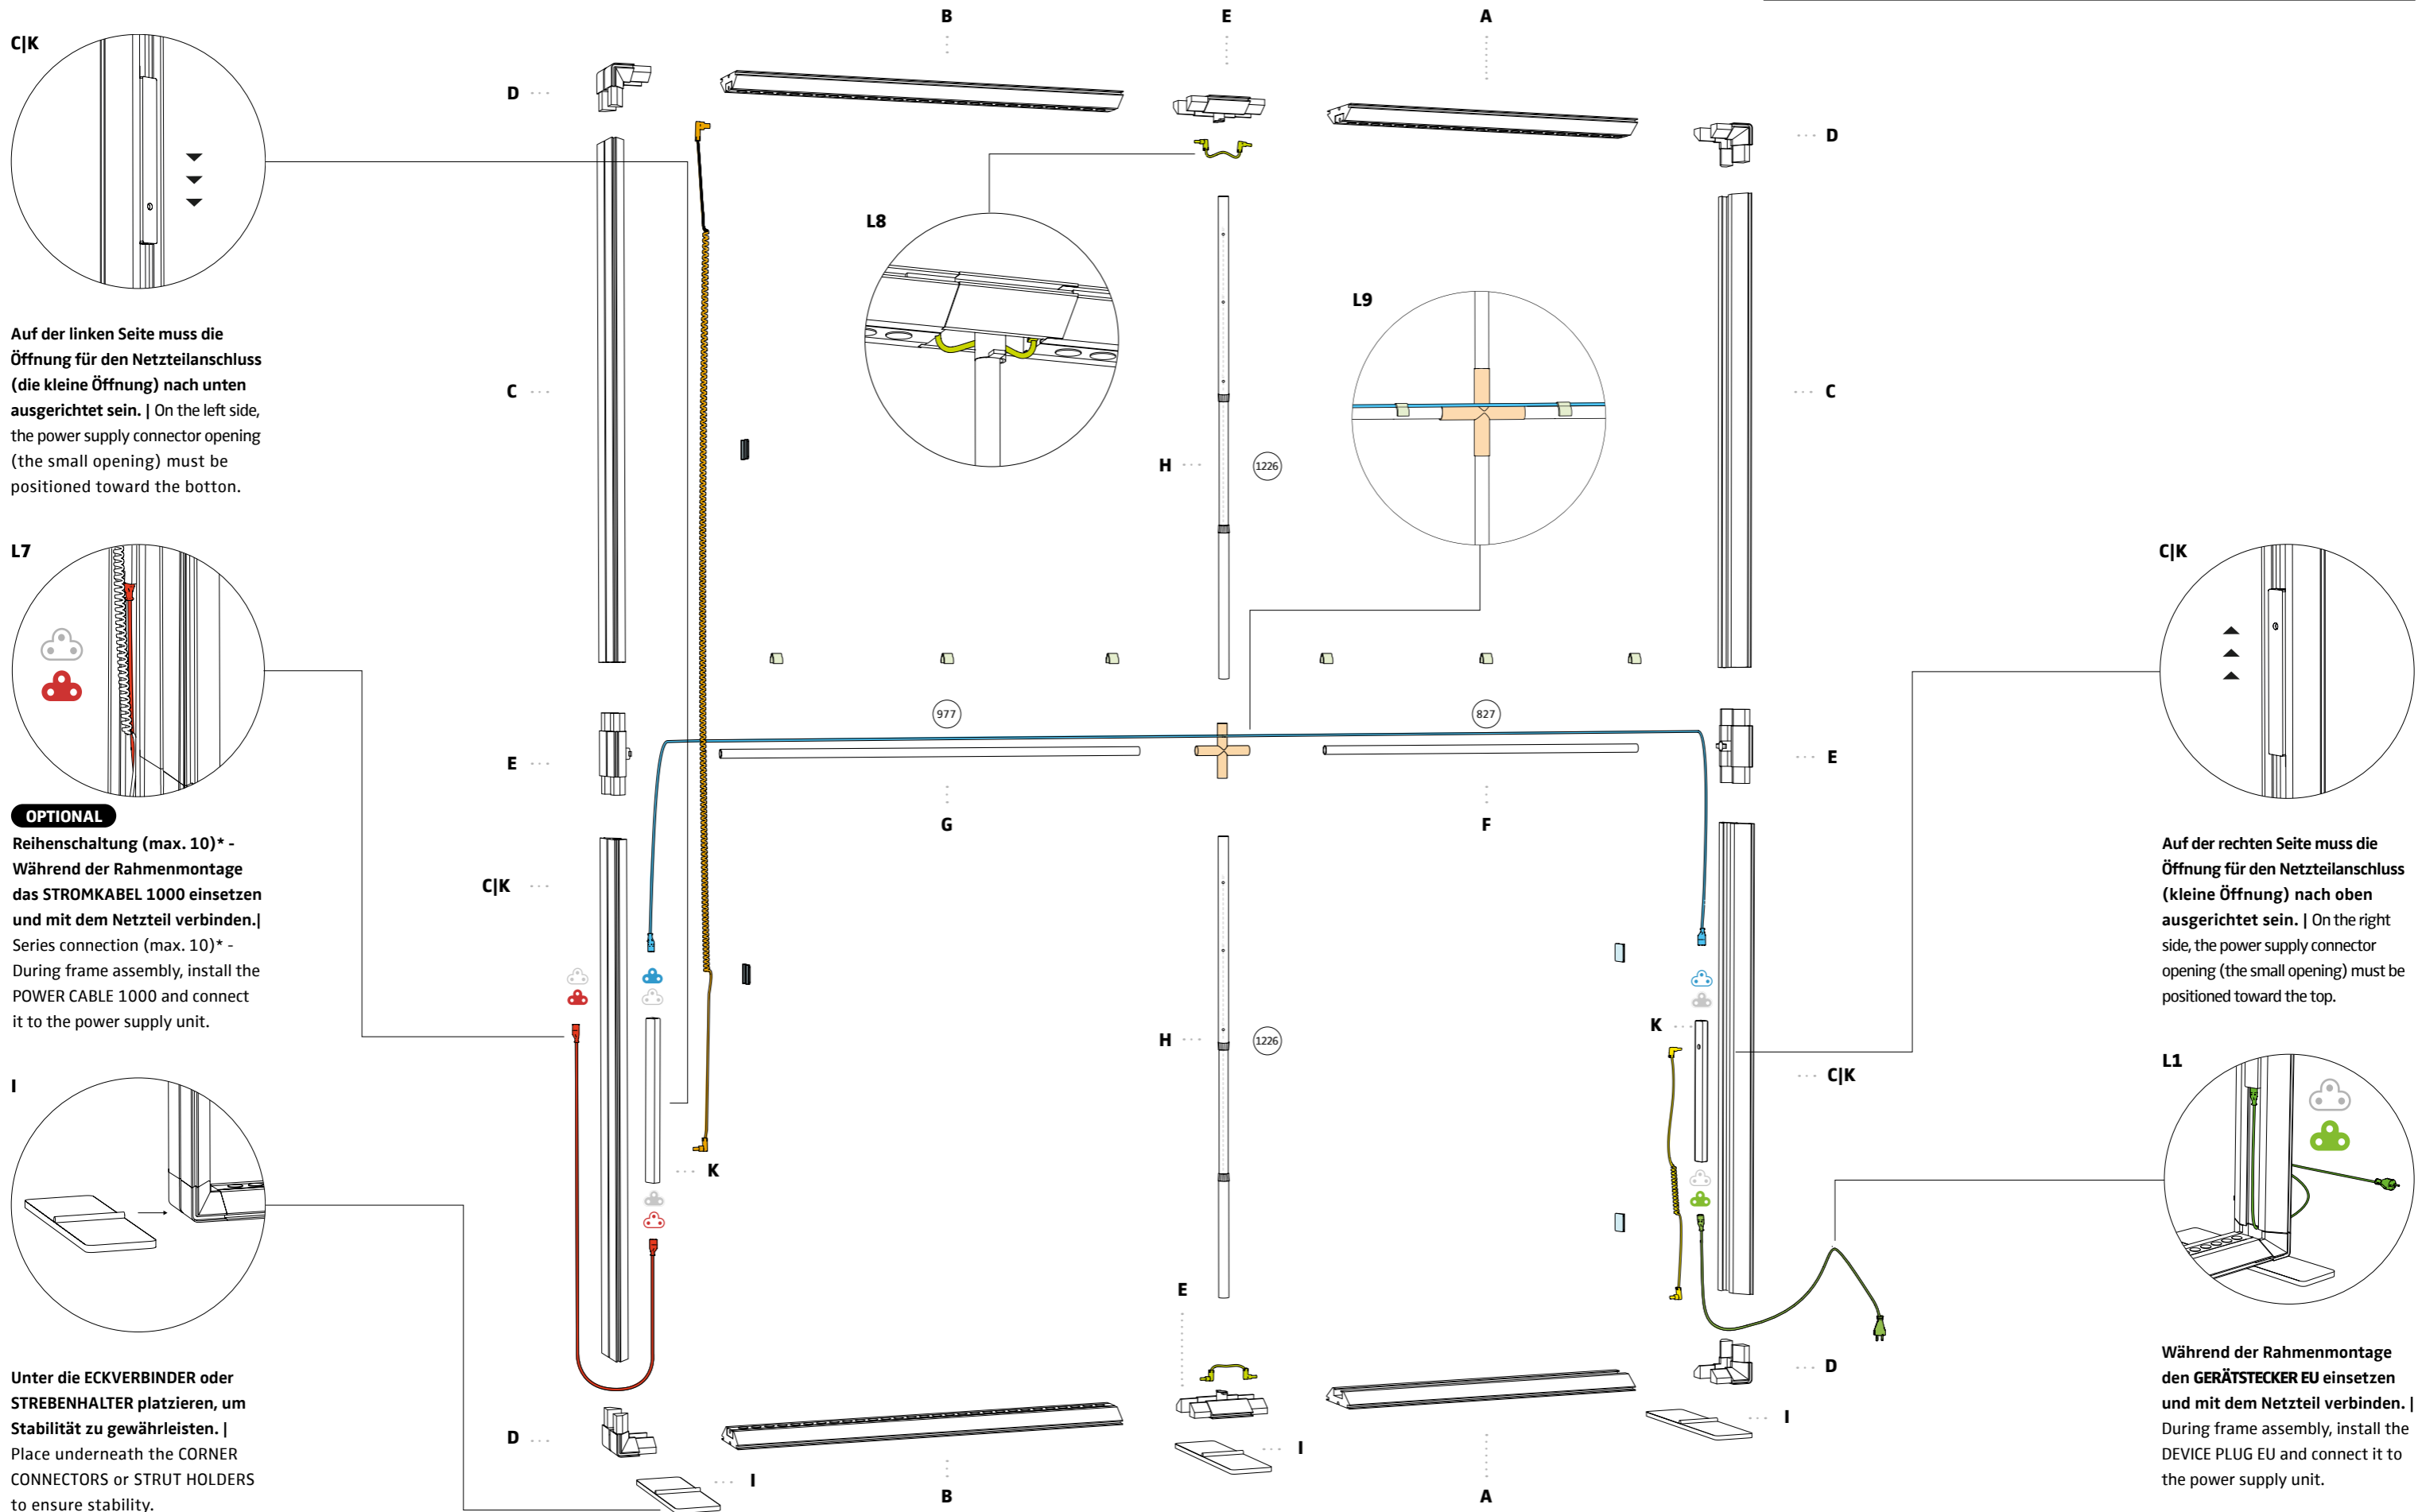 B
E
A
C|K
D
D
L8
L9
Auf der linken Seite muss die
Öffnung für den Netzteilanschluss
(die kleine Öffnung) nach unten
ausgerichtet sein. | On the left side,
the power supply connector opening
(the small opening) must be
positioned toward the botton.
C
C
H
1226
L7
C|K
977
827
E
E
G
F
OPTIONAL
Reihenschaltung (max. 10)* -
Während der Rahmenmontage
das STROMKABEL 1000 einsetzen
und mit dem Netzteil verbinden.|
Series connection (max. 10)* -
During frame assembly, install the
POWER CABLE 1000 and connect
it to the power supply unit.
Auf der rechten Seite muss die
Öffnung für den Netzteilanschluss
(kleine Öffnung) nach oben
ausgerichtet sein. | On the right
side, the power supply connector
opening (the small opening) must be
positioned toward the top.
C|K
K
H
1226
C|K
I
L1
K
E
Unter die ECKVERBINDER oder
STREBENHALTER platzieren, um
Stabilität zu gewährleisten. |
Place underneath the CORNER
CONNECTORS or STRUT HOLDERS
to ensure stability.
Während der Rahmenmontage
den GERÄTSTECKER EU einsetzen
und mit dem Netzteil verbinden. |
During frame assembly, install the
DEVICE PLUG EU and connect it to
the power supply unit.
D
D
I
I
I
B
A